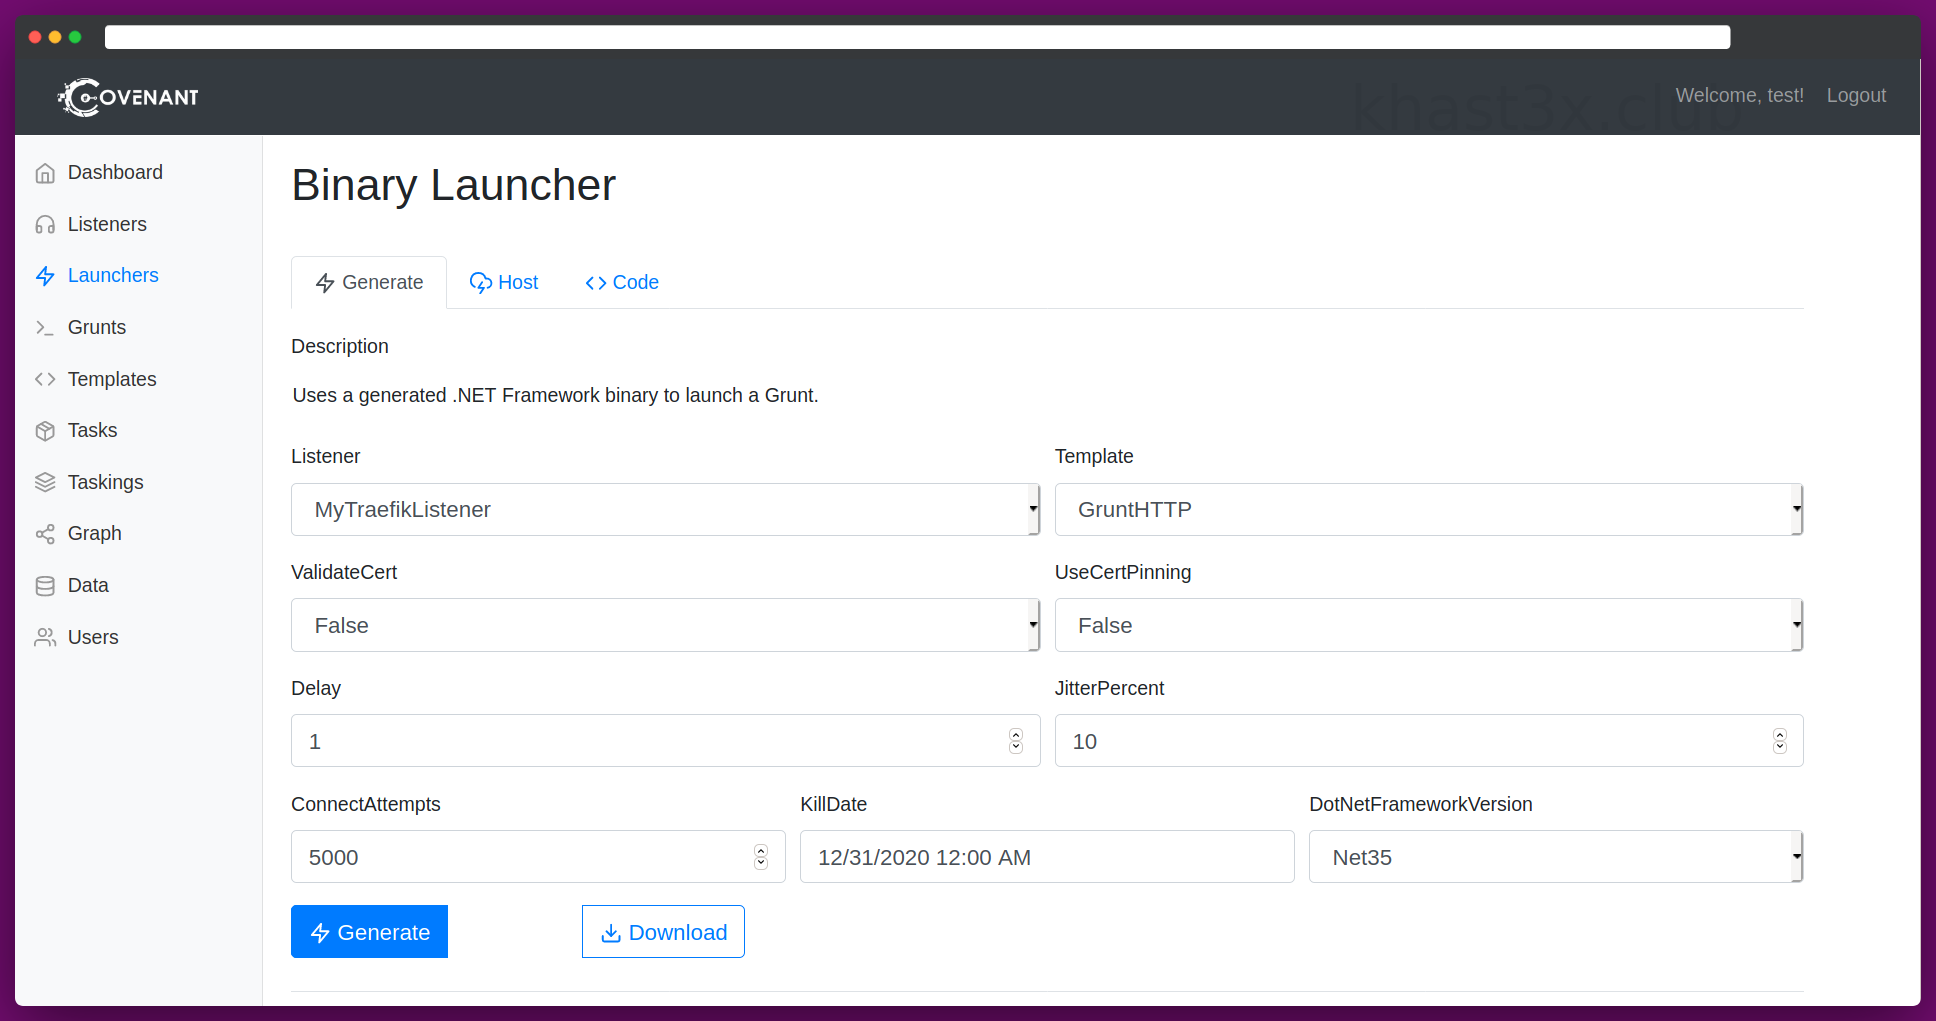 COVENANT
khast3x.club
Welcome, test!
Logout
Dashboard
Listeners
Launchers
Grunts
Templates
Tasks
Taskings
Graph
Data
Users
Binary Launcher
Generate
Host
Code
Description
Uses a generated .NET Framework binary to launch a Grunt.
Listener
Template
MyTraefikListener
GruntHTTP
ValidateCert
UseCertPinning
False
False
Delay
JitterPercent
1
10
ConnectAttempts
KillDate
DotNetFrameworkVersion
5000
12/31/2020 12:00 AM
Net35
Generate
Download